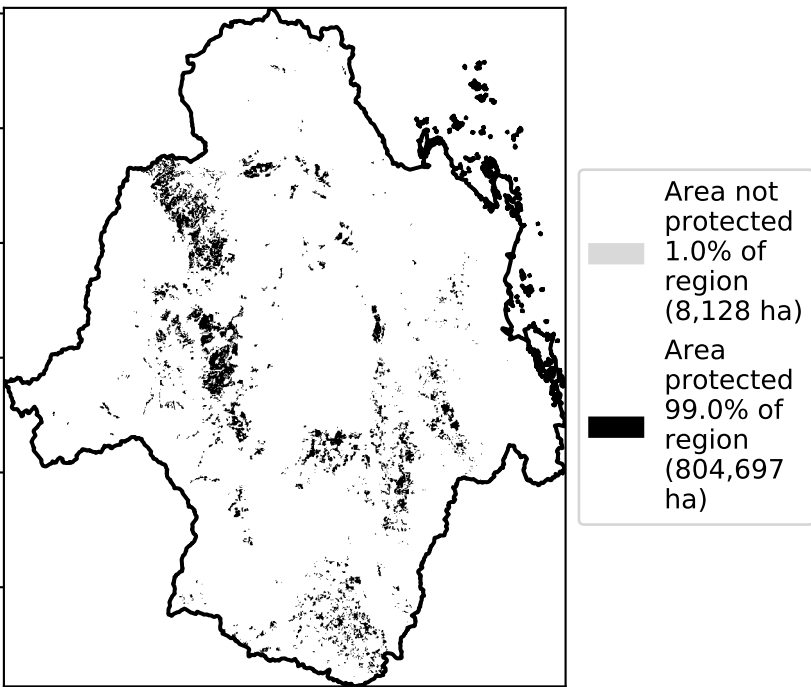 Area not
protected
1.0% of
region
(8,128 ha)
Area
protected
99.0% of
region
(804,697
ha)